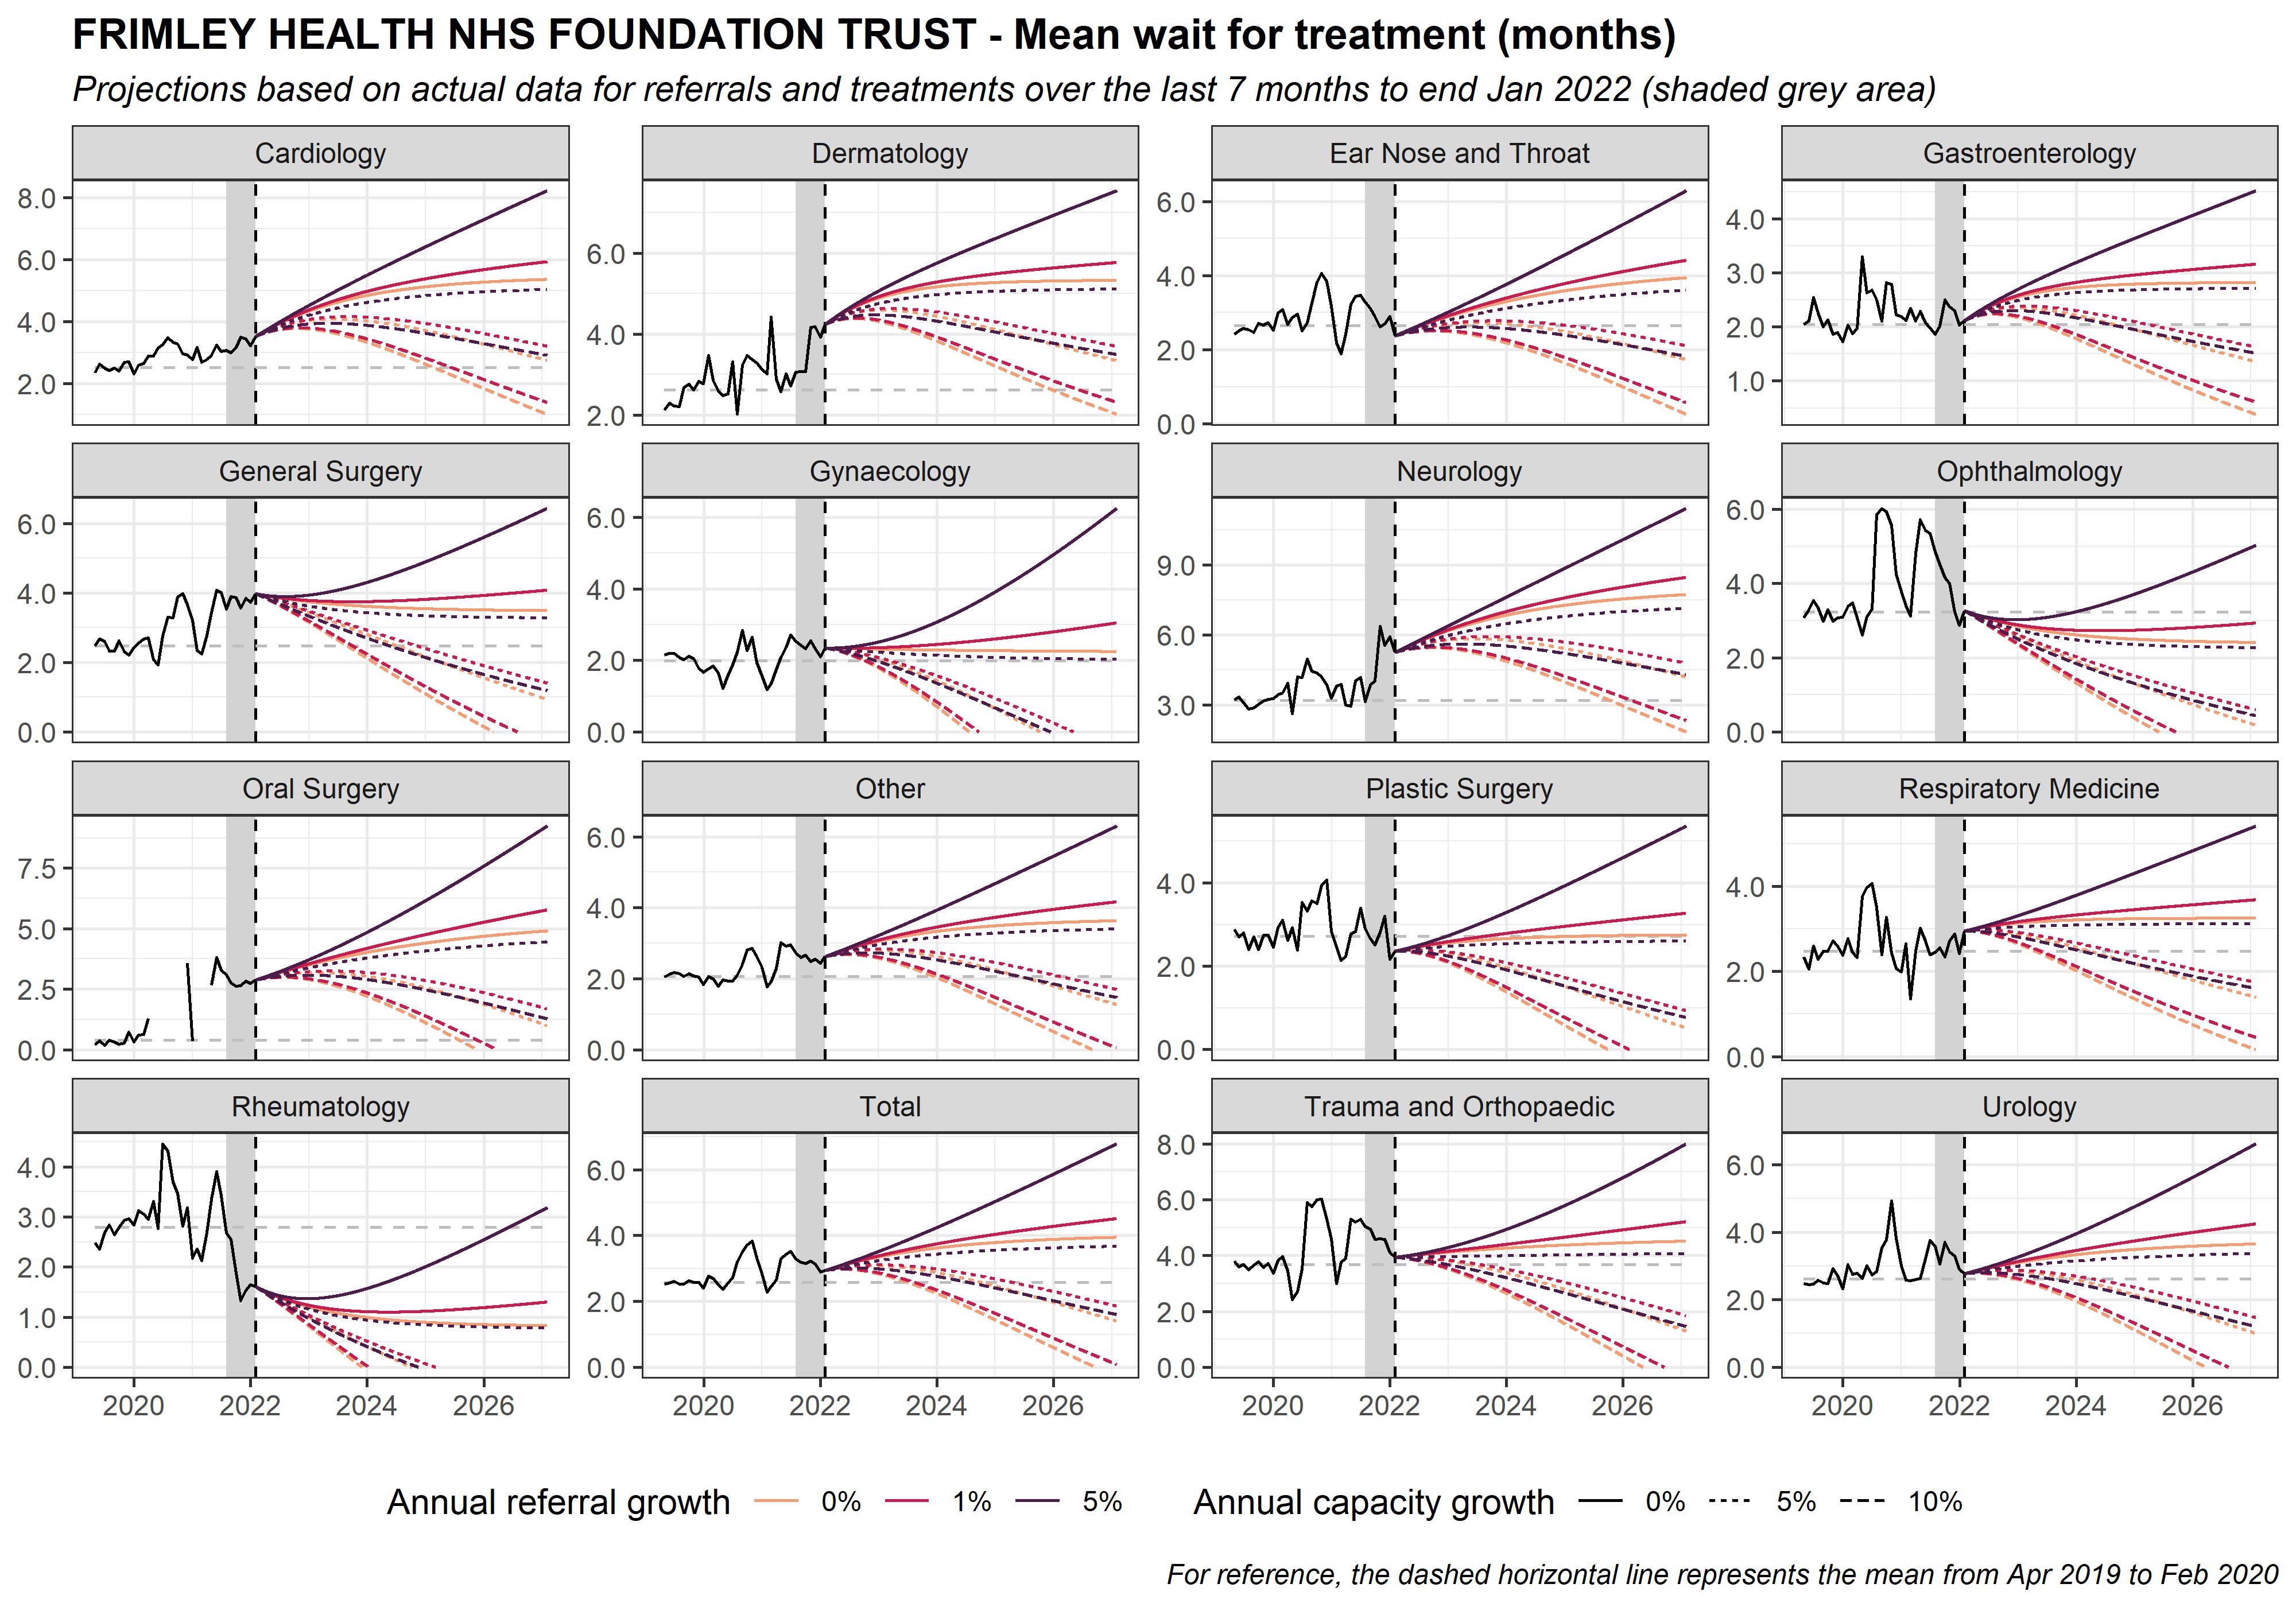 FRIMLEY HEALTH NHS FOUNDATION TRUST - Mean wait for treatment (months)
Projections based on actual data for referrals and treatments over the last 7 months to end Jan 2022 (shaded grey area)
Cardiology
8.0
6.0
4.0
2.0
Dermatology
6.0
4.0
2.0
Ear Nose and Throat
6.0
4.0
2.0
0.0
Gastroenterology
4.0
3.0
2.0
1.0
General Surgery
6.0
4.0
2.0
0.0
Gynaecology
6.0
4.0
2.0
0.0
Neurology
9.0
6.0
3.0
Ophthalmology
6.0
4.0
2.0
0.0
Oral Surgery
7.5
5.0
2.5
0.0
Other
6.0
4.0
2.0
0.0
Plastic Surgery
4.0
2.0
0.0
Respiratory Medicine
4.0
2.0
0.0
Rheumatology
4.0
3.0
2.0
1.0
0.0
2020 2022 2024 2026
Total
6.0
4.0
2.0
0.0
2020 2022 2024 2026
Trauma and Orthopaedic
8.0
6.0
4.0
2.0
0.0
2020 2022 2024 2026
Urology
6.0
4.0
2.0
0.0
2020 2022 2024 2026
Annual referral growth 0% 1% 5%
Annual capacity growth 0% 5% 10%
For reference, the dashed horizontal line represents the mean from Apr 2019 to Feb 2020